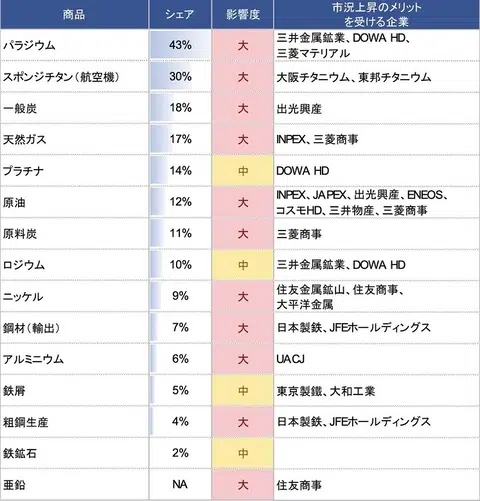 商品 シェア 影響度 市況上昇のメリット
を受ける企業
パラジウム 43% 大 三井金属鉱業、DOWA HD、
三菱マテリアル
スポンジチタン（航空機） 30% 大 大阪チタニウム、東邦チタニウム
一般炭 18% 大 出光興産
天然ガス 17% 大 INPEX、三菱商事
プラチナ 14% 中 DOWA HD
原油 12% 大 INPEX、JAPEX、出光興産、ENEOS、
コスモHD、三井物産、三菱商事
原料炭 11% 大 三菱商事
ロジウム 10% 中 三井金属鉱業、DOWA HD
ニッケル 9% 大 住友金属鉱山、住友商事、
大平洋金属
鋼材（輸出） 7% 大 日本製鉄、JFEホールディングス
アルミニウム 6% 大 UACJ
鉄屑 5% 中 東京製鐵、大和工業
粗鋼生産 4% 大 日本製鉄、JFEホールディングス
鉄鉱石 2% 中
亜鉛 NA 大 住友商事